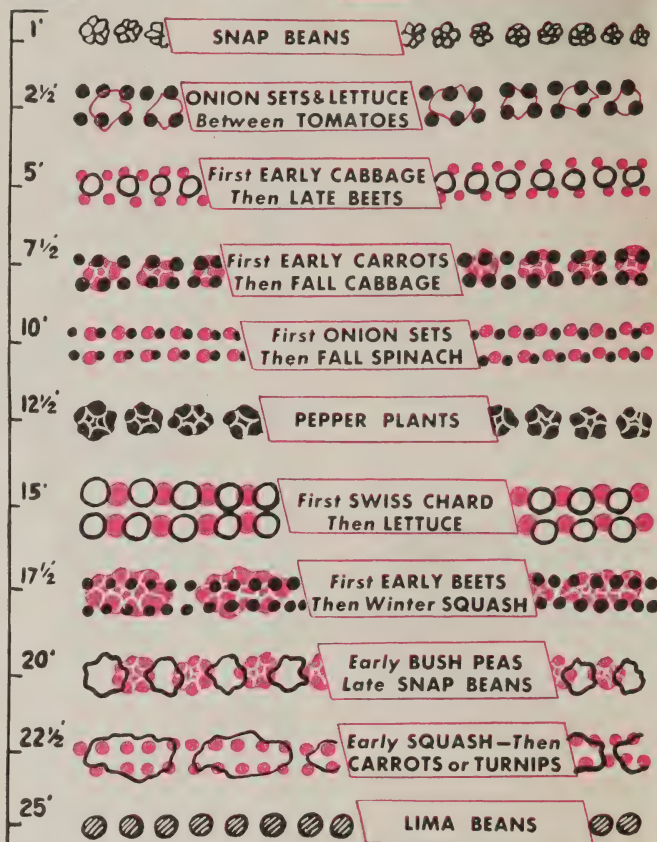 1'
SNAP BEANS
2½'
ONION SETS & LETTUCE
Between TOMATOES
5'
First EARLY CABBAGE
Then LATE BEETS
7½'
First EARLY CARROTS
Then FALL CABBAGE
10'
First ONION SETS
Then FALL SPINACH
12½'
PEPPER PLANTS
15'
First SWISS CHARD
Then LETTUCE
17½'
First EARLY BEETS
Then Winter SQUASH
20'
Early BUSH PEAS
Late SNAP BEANS
22½'
Early SQUASH—Then
CARROTS or TURNIPS
25'
LIMA BEANS